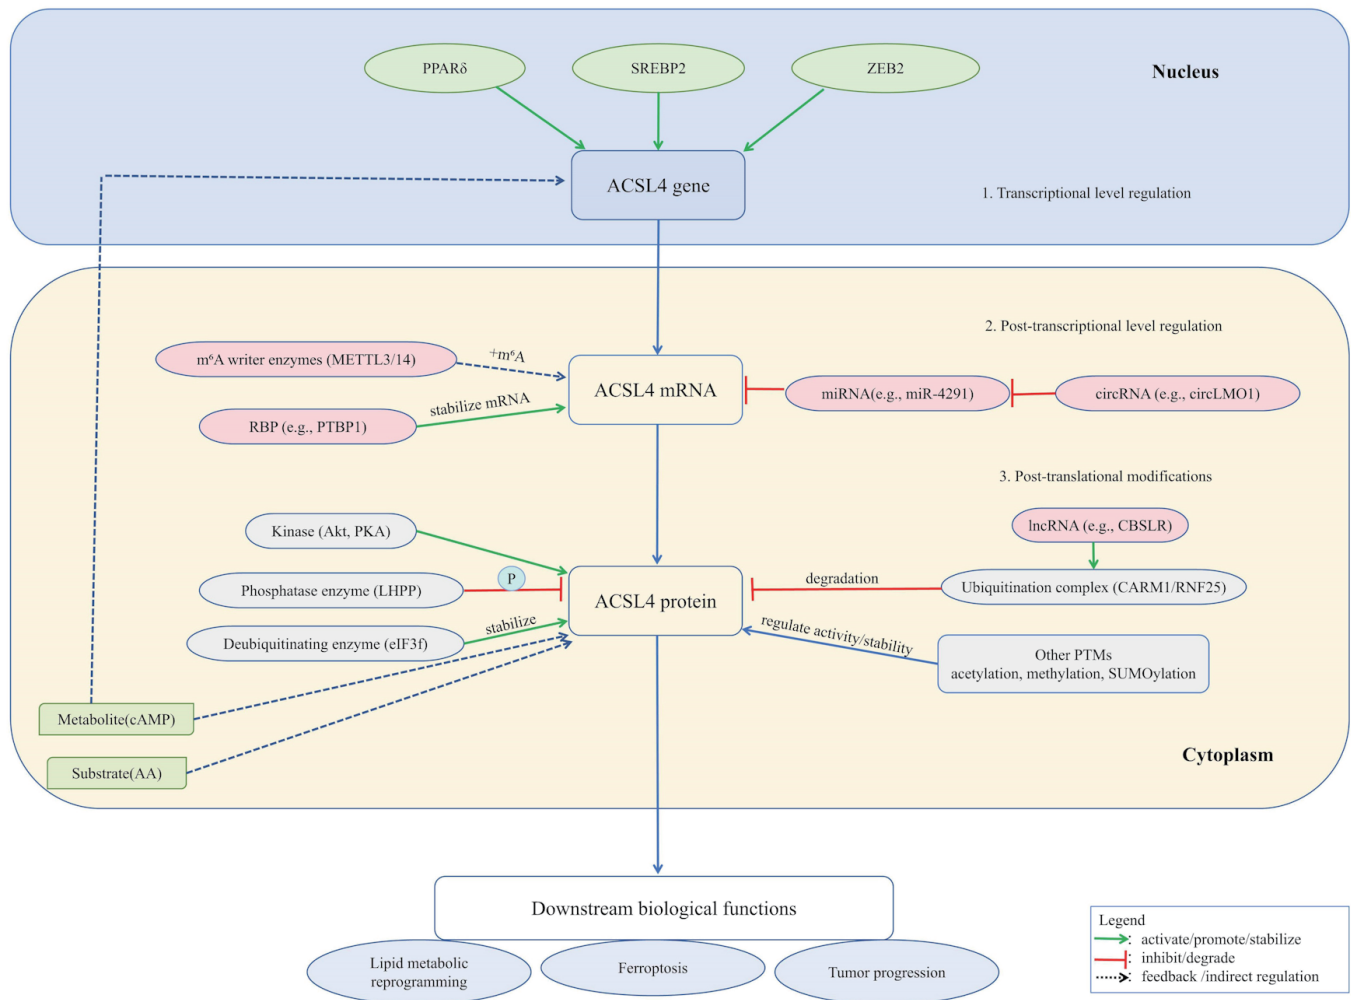 PPARδ
SREBP2
ZEB2
Nucleus
ACSL4 gene
1. Transcriptional level regulation
2. Post-transcriptional level regulation
m⁶A writer enzymes (METTL3/14)
+m⁶A
ACSL4 mRNA
miRNA(e.g., miR-4291)
circRNA (e.g., circLMO1)
stabilize mRNA
RBP (e.g., PTBP1)
3. Post-translational modifications
Kinase (Akt, PKA)
lncRNA (e.g., CBSLR)
Phosphatase enzyme (LHPP)
P
ACSL4 protein
degradation
Ubiquitination complex (CARM1/RNF25)
Deubiquitinating enzyme (eIF3f)
stabilize
regulate activity/stability
Other PTMs
acetylation, methylation, SUMOylation
Metabolite(cAMP)
Substrate(AA)
Cytoplasm
Downstream biological functions
Lipid metabolic
reprogramming
Ferroptosis
Tumor progression
Legend
: activate/promote/stabilize
: inhibit/degrade
: feedback /indirect regulation